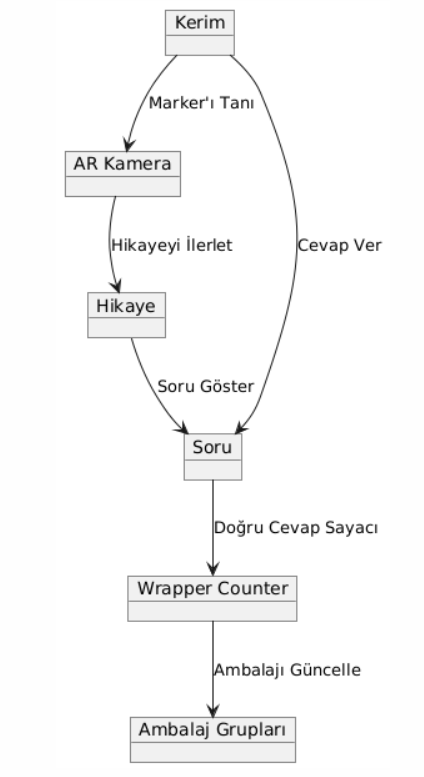 Kerim
Marker'ı Tanı
AR Kamera
Hikayeyi İlerlet
Cevap Ver
Hikaye
Soru Göster
Soru
Doğru Cevap Sayacı
Wrapper Counter
Ambalajı Güncelle
Ambalaj Grupları